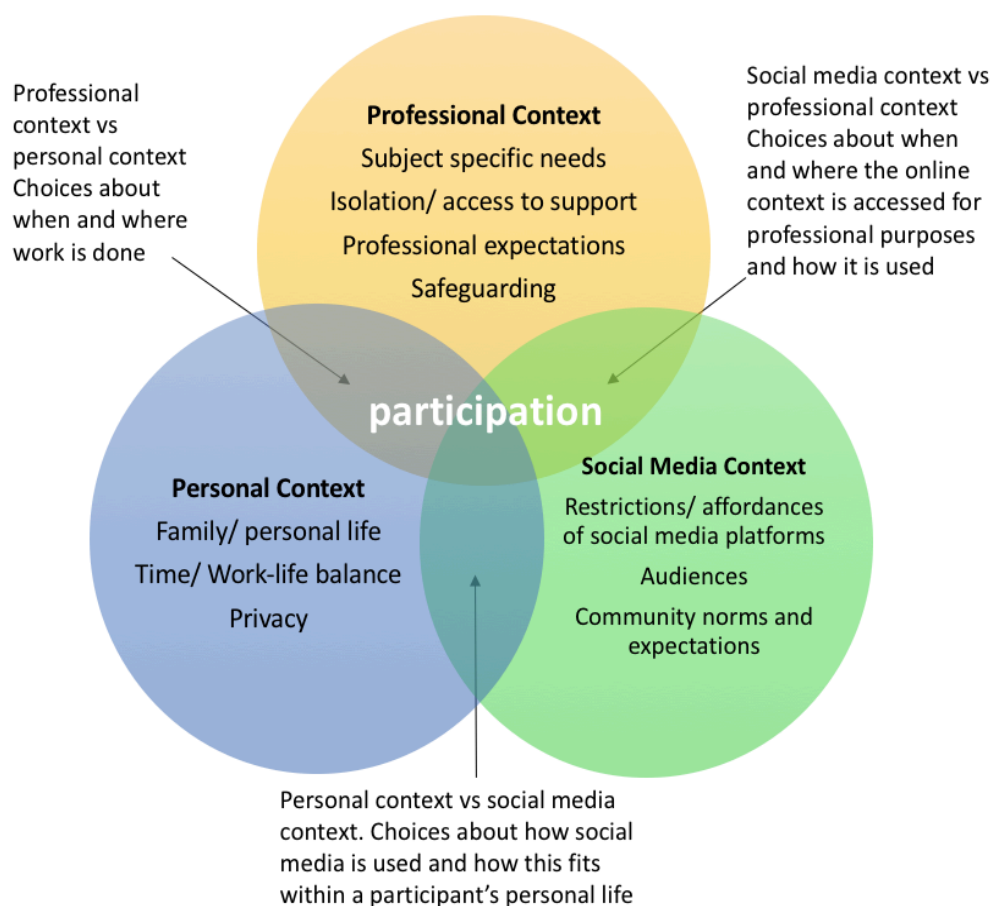 Professional
context vs
personal context
Choices about
when and where
work is done
Professional Context
Subject specific needs
Isolation/ access to support
Professional expectations
Safeguarding
Social media context vs
professional context
Choices about when
and where the online
context is accessed for
professional purposes
and how it is used
participation
Personal Context
Family/ personal life
Time/ Work-life balance
Privacy
Social Media Context
Restrictions/ affordances
of social media platforms
Audiences
Community norms and
expectations
Personal context vs social media
context. Choices about how social
media is used and how this fits
within a participant’s personal life